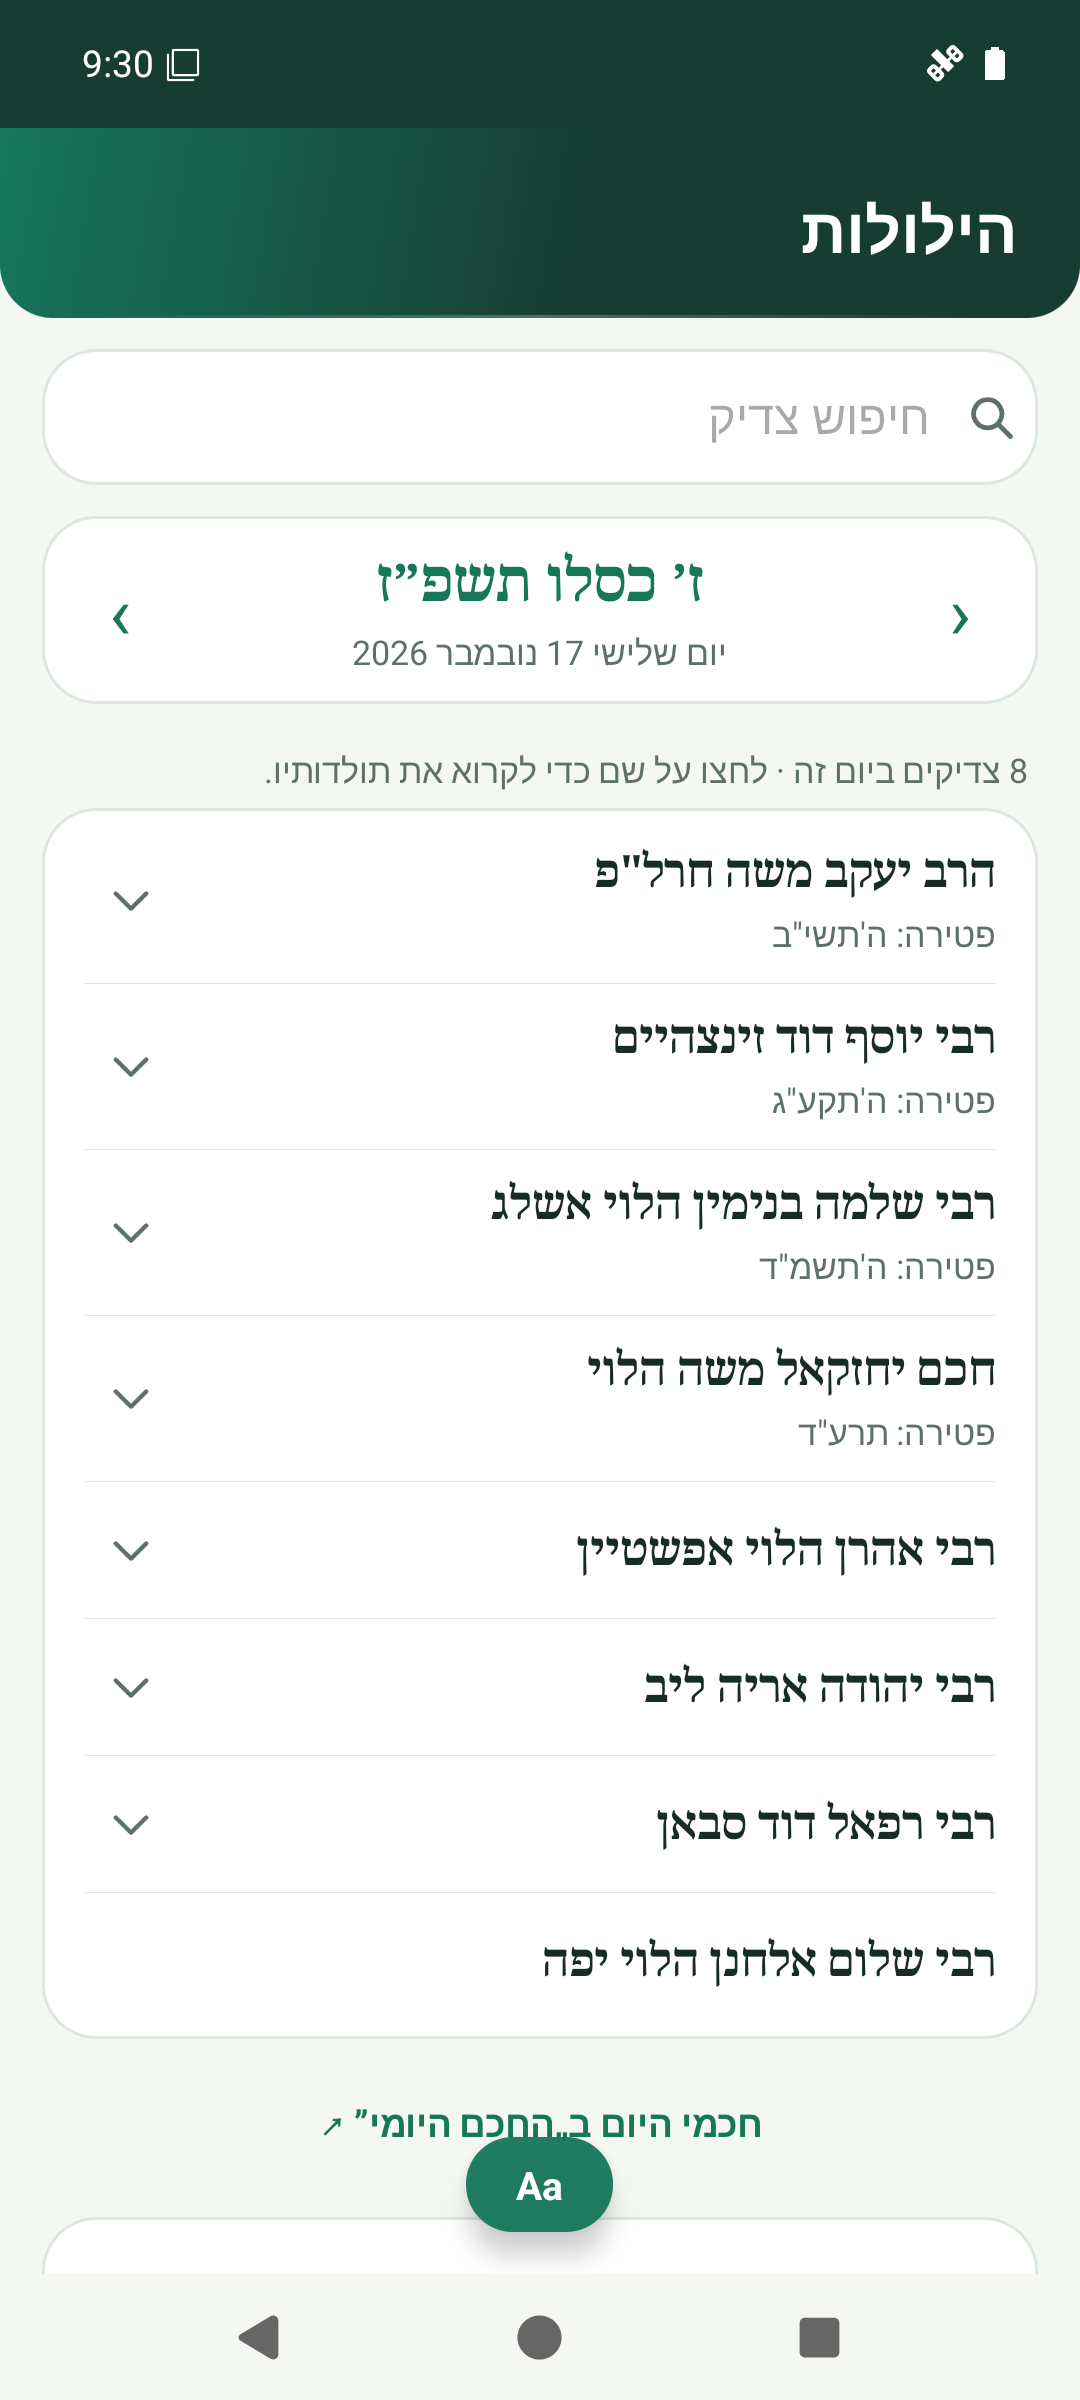 9:30
הילולות
חיפוש צדיק
ז׳ כסלו תשפ״ז
יום שלישי 17 נובמבר 2026
8 צדיקים ביום זה · לחצו על שם כדי לקרוא את תולדותיו.
הרב יעקב משה חרל"פ
פטירה: ה'תשי"ב
רבי יוסף דוד זינצהיים
פטירה: ה'תקע"ג
רבי שלמה בנימין הלוי אשלג
פטירה: ה'תשמ"ד
חכם יחזקאל משה הלוי
פטירה: תרע"ד
רבי אהרן הלוי אפשטיין
רבי יהודה אריה ליב
רבי רפאל דוד סבאן
רבי שלום אלחנן הלוי יפה
חכמי היום ב„החכם היומי” ↗
Aa